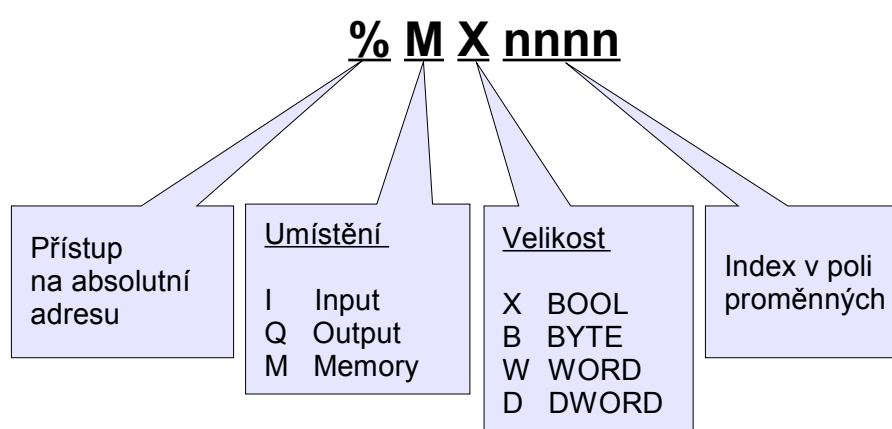 % M X nnnn
Přístup
na absolutní
adresu
Umístění
I Input
Q Output
M Memory
Velikost
X BOOL
B BYTE
W WORD
D DWORD
Index v poli
proměnných